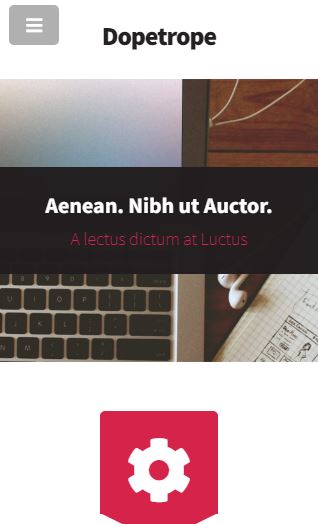 Dopetrope
Aenean. Nibh ut Auctor.
A lectus dictum at Luctus
U I O P
J K L
N M